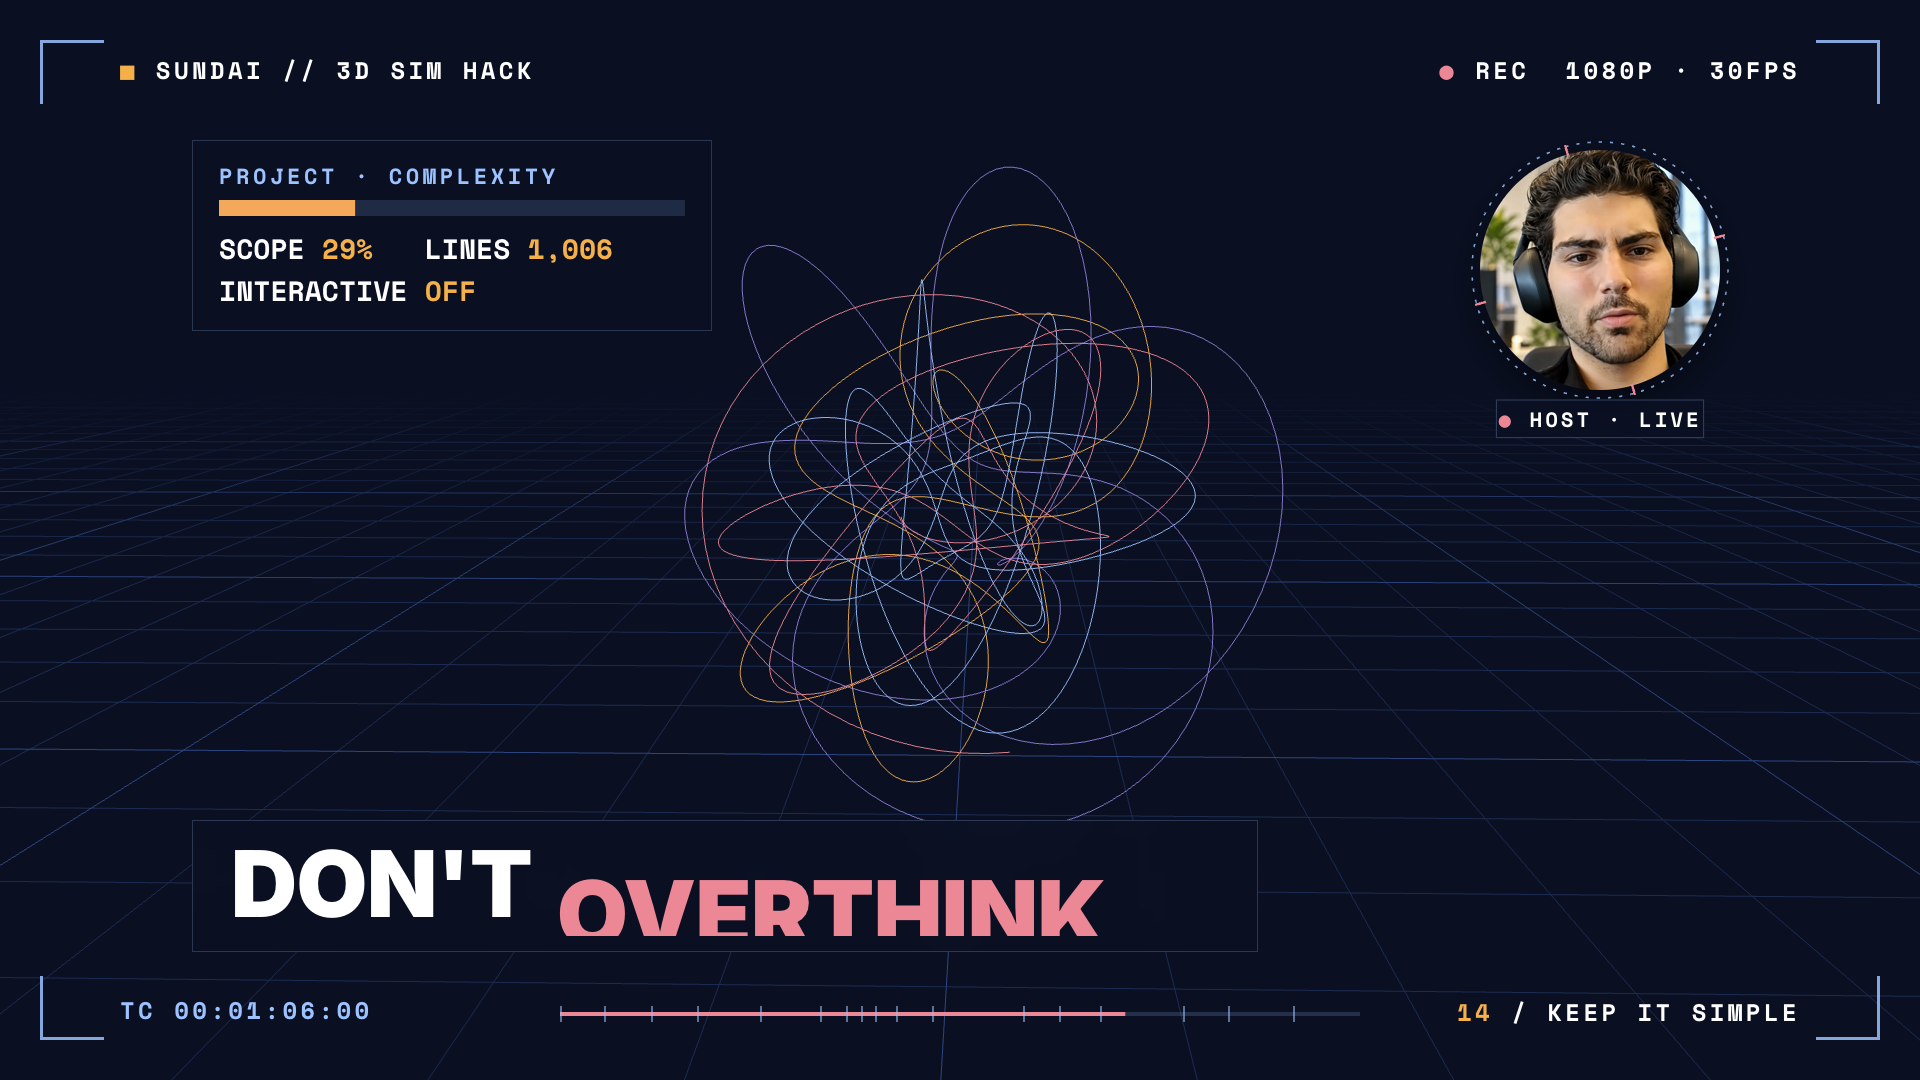 SUNDAI // 3D SIM HACK
REC 1080P · 30FPS
PROJECT · COMPLEXITY
SCOPE 29% LINES 1,006
INTERACTIVE OFF
HOST · LIVE
DON'T OVERTHINK
TC 00:01:06:00
14 / KEEP IT SIMPLE